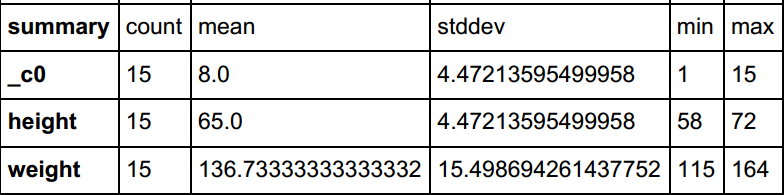 summary count mean stddev min max
_c0 15 8.0 4.47213595499958 1 15
height 15 65.0 4.47213595499958 58 72
weight 15 136.73333333333332 15.498694261437752 115 164